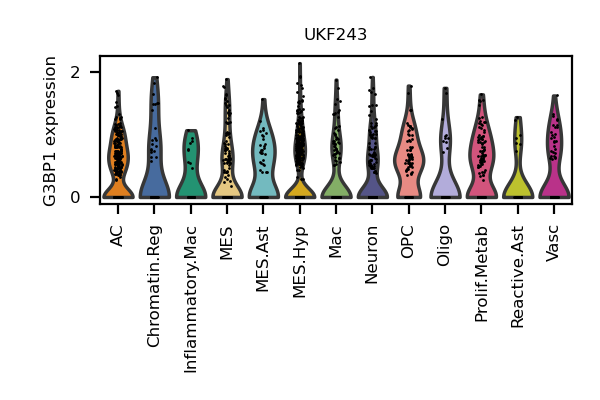 UKF243
G3BP1 expression
2
0
AC
Chromatin.Reg
Inflammatory.Mac
MES
MES.Ast
MES.Hyp
Mac
Neuron
OPC
Oligo
Prolif.Metab
Reactive.Ast
Vasc